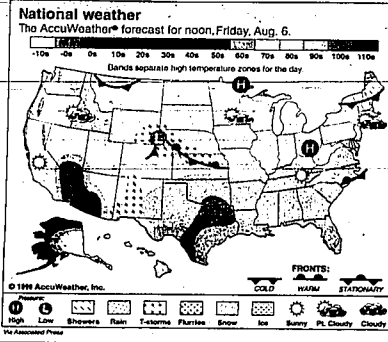 National weather
The AccuWeather® forecast for noon, Friday, Aug. 6.
-10s -0s 0s 10s 20s 30s 40s 50s 60s 70s 80s 90s 100s 110s
Bands separate high temperature zones for the day.
H
L
H
FRONTS:
COLD WARM STATIONARY
© 1999 AccuWeather, Inc.
Pressure:
H L
High Low Showers Rain T-storms Flurries Snow Ice Sunny Pt. Cloudy Cloudy
Via Associated Press